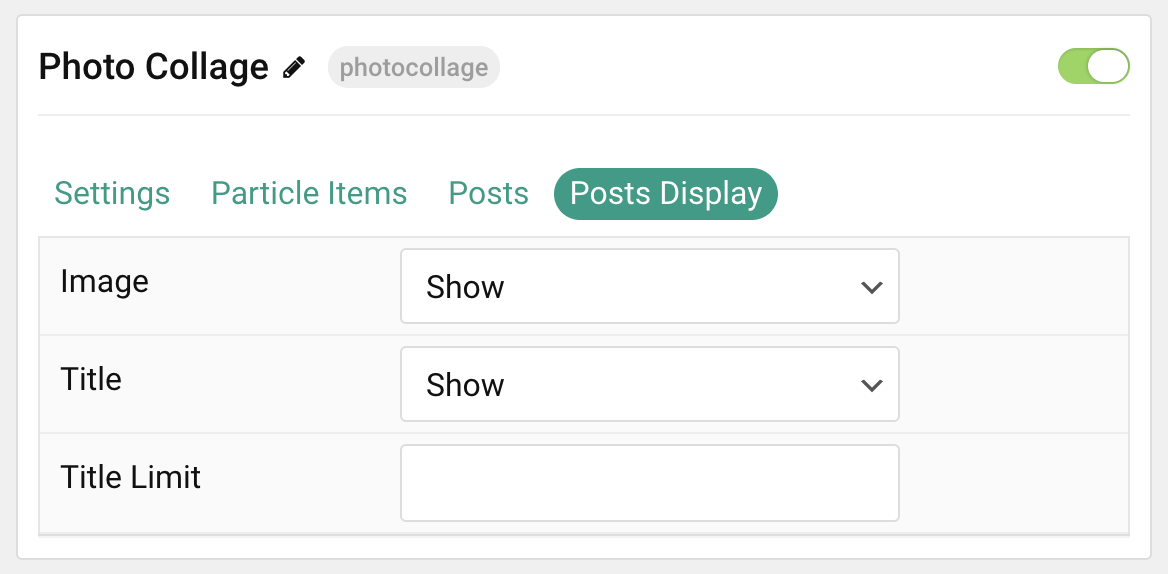 Photo Collage photocollage
Settings Particle Items Posts Posts Display
Image Show
Title Show
Title Limit